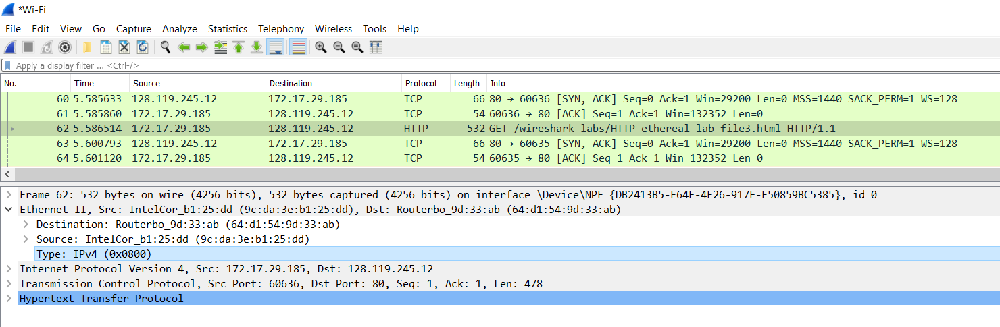 *Wi-Fi
File Edit View Go Capture Analyze Statistics Telephony Wireless Tools Help
Apply a display filter ... <Ctrl-/>
No. Time Source Destination Protocol Length Info
60 5.585633 128.119.245.12 172.17.29.185 TCP 66 80 → 60636 [SYN, ACK] Seq=0 Ack=1 Win=29200 Len=0 MSS=1440 SACK_PERM=1 WS=128
61 5.585860 172.17.29.185 128.119.245.12 TCP 54 60636 → 80 [ACK] Seq=1 Ack=1 Win=132352 Len=0
62 5.586514 172.17.29.185 128.119.245.12 HTTP 532 GET /wireshark-labs/HTTP-ethereal-lab-file3.html HTTP/1.1
63 5.600793 128.119.245.12 172.17.29.185 TCP 66 80 → 60635 [SYN, ACK] Seq=0 Ack=1 Win=29200 Len=0 MSS=1440 SACK_PERM=1 WS=128
64 5.601120 172.17.29.185 128.119.245.12 TCP 54 60635 → 80 [ACK] Seq=1 Ack=1 Win=132352 Len=0
Frame 62: 532 bytes on wire (4256 bits), 532 bytes captured (4256 bits) on interface \Device\NPF_{DB2413B5-F64E-4F26-917E-F50859BC5385}, id 0
Ethernet II, Src: IntelCor_b1:25:dd (9c:da:3e:b1:25:dd), Dst: Routerbo_9d:33:ab (64:d1:54:9d:33:ab)
Destination: Routerbo_9d:33:ab (64:d1:54:9d:33:ab)
Source: IntelCor_b1:25:dd (9c:da:3e:b1:25:dd)
Type: IPv4 (0x0800)
Internet Protocol Version 4, Src: 172.17.29.185, Dst: 128.119.245.12
Transmission Control Protocol, Src Port: 60636, Dst Port: 80, Seq: 1, Ack: 1, Len: 478
Hypertext Transfer Protocol